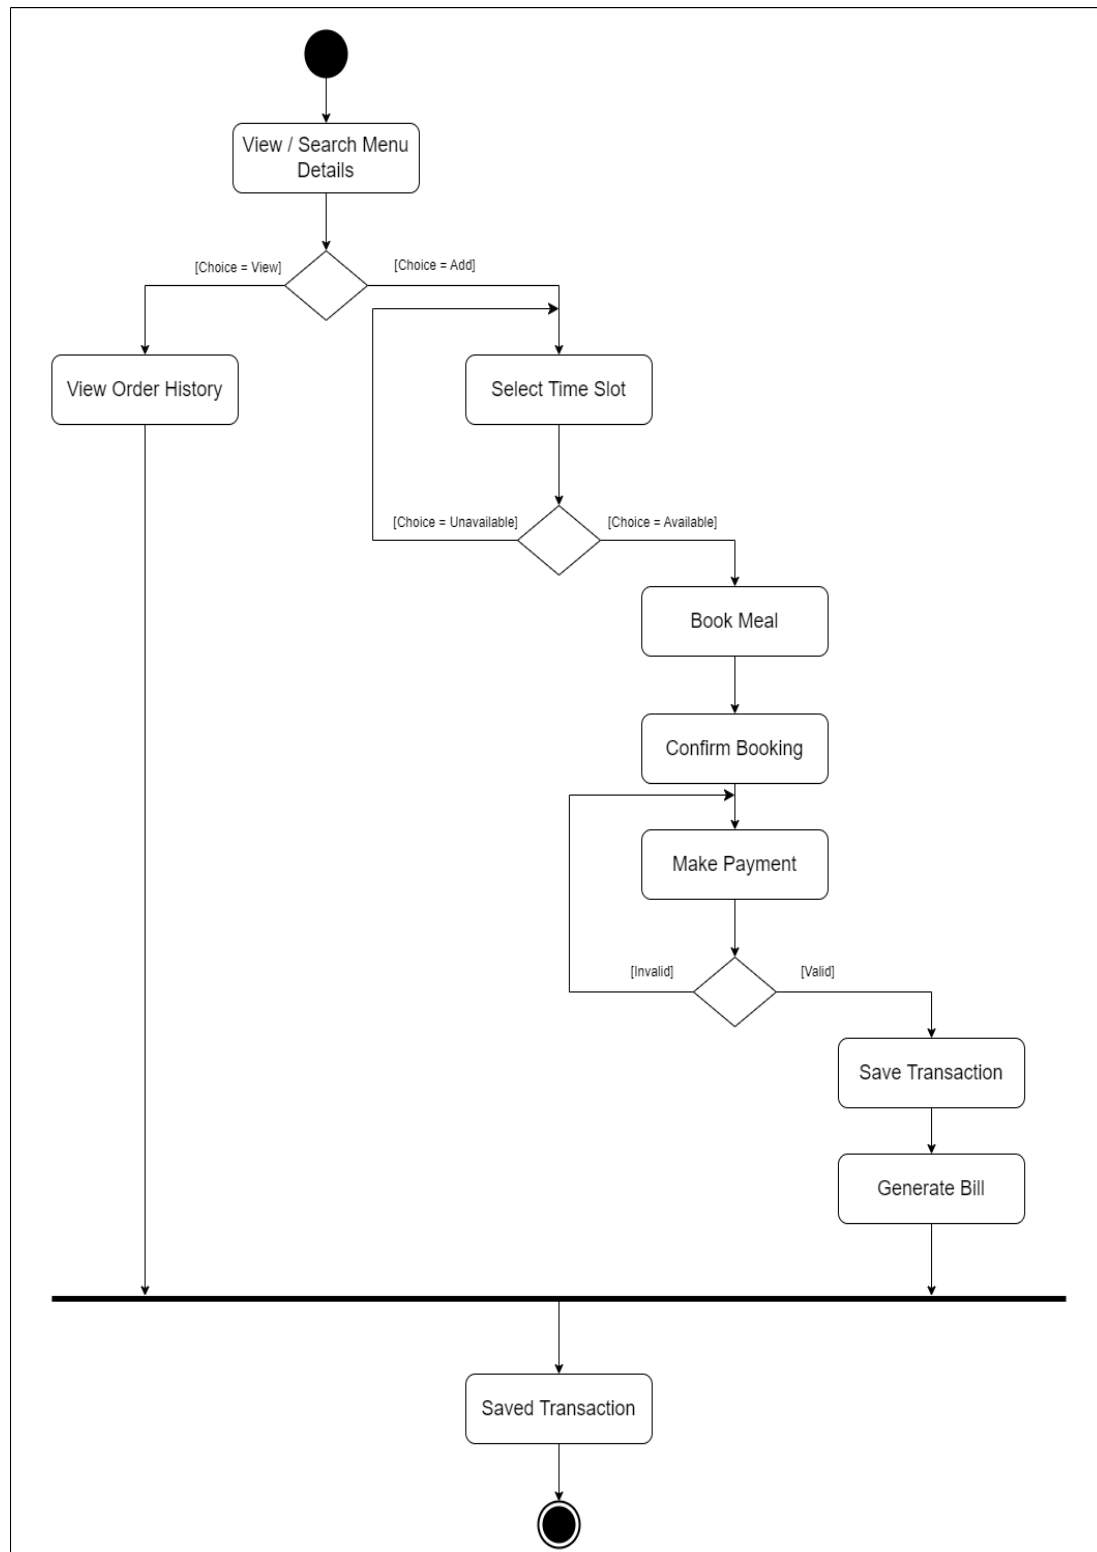 View / Search Menu
Details
[Choice = View]
[Choice = Add]
View Order History
Select Time Slot
[Choice = Unavailable]
[Choice = Available]
Book Meal
Confirm Booking
Make Payment
[Invalid]
[Valid]
Save Transaction
Generate Bill
Saved Transaction